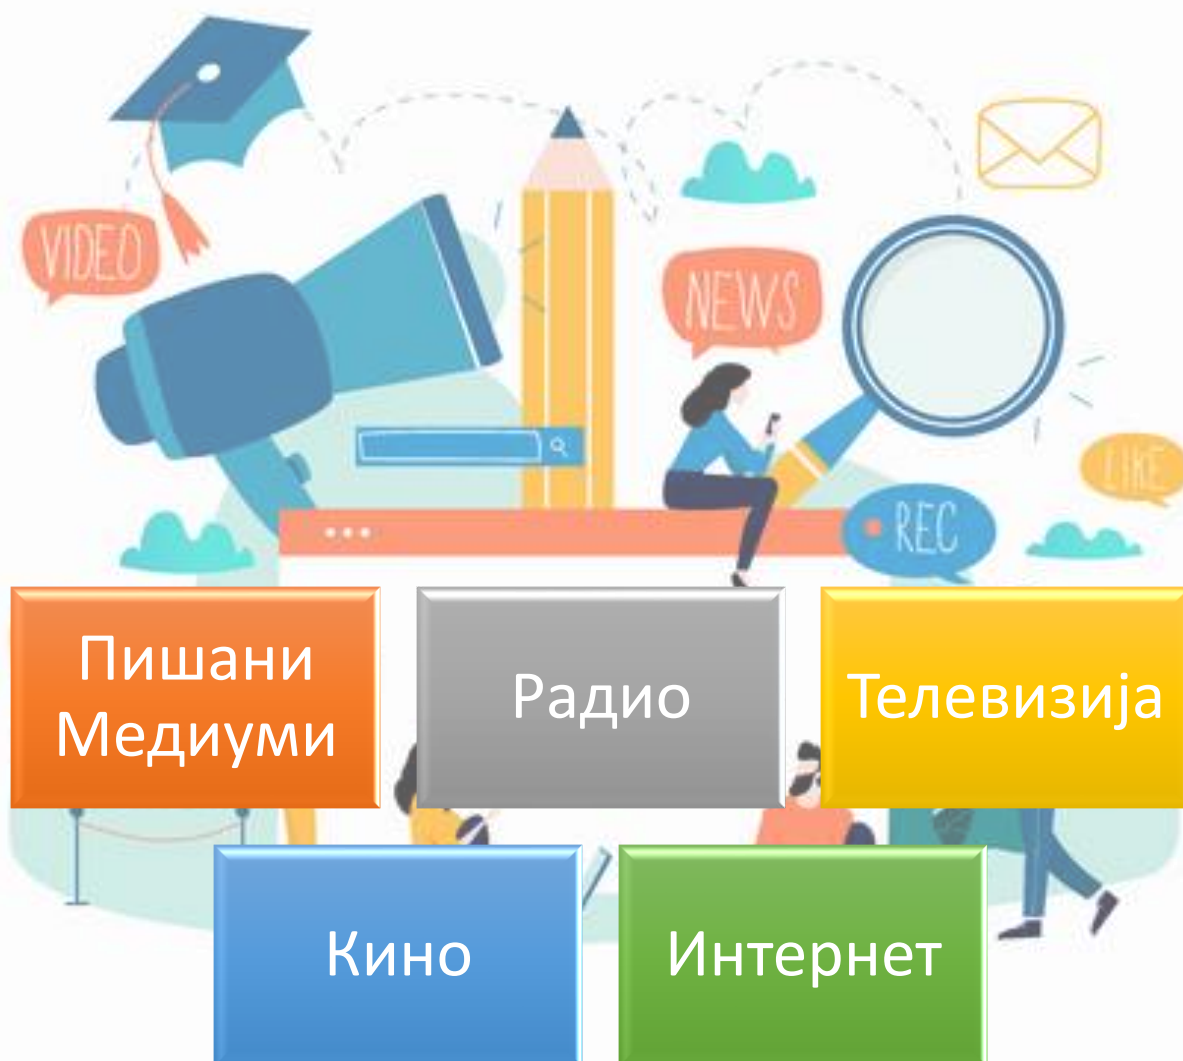 VIDEO
NEWS
LIKE
REC
Пишани
Медиуми
Радио
Телевизија
Кино
Интернет